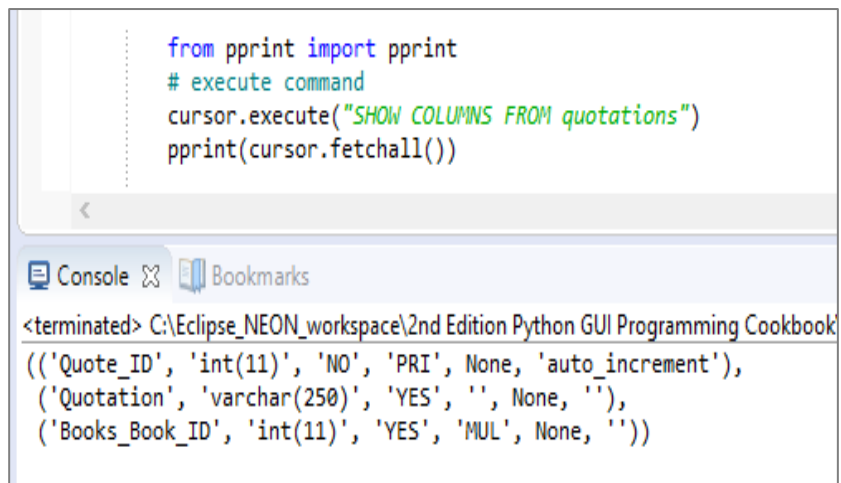 from pprint import pprint
# execute command
cursor.execute("SHOW COLUMNS FROM quotations")
pprint(cursor.fetchall())
Console Bookmarks
<terminated> C:\Eclipse_NEON_workspace\2nd Edition Python GUI Programming Cookbook\
(('Quote_ID', 'int(11)', 'NO', 'PRI', None, 'auto_increment'),
('Quotation', 'varchar(250)', 'YES', '', None, ''),
('Books_Book_ID', 'int(11)', 'YES', 'MUL', None, ''))